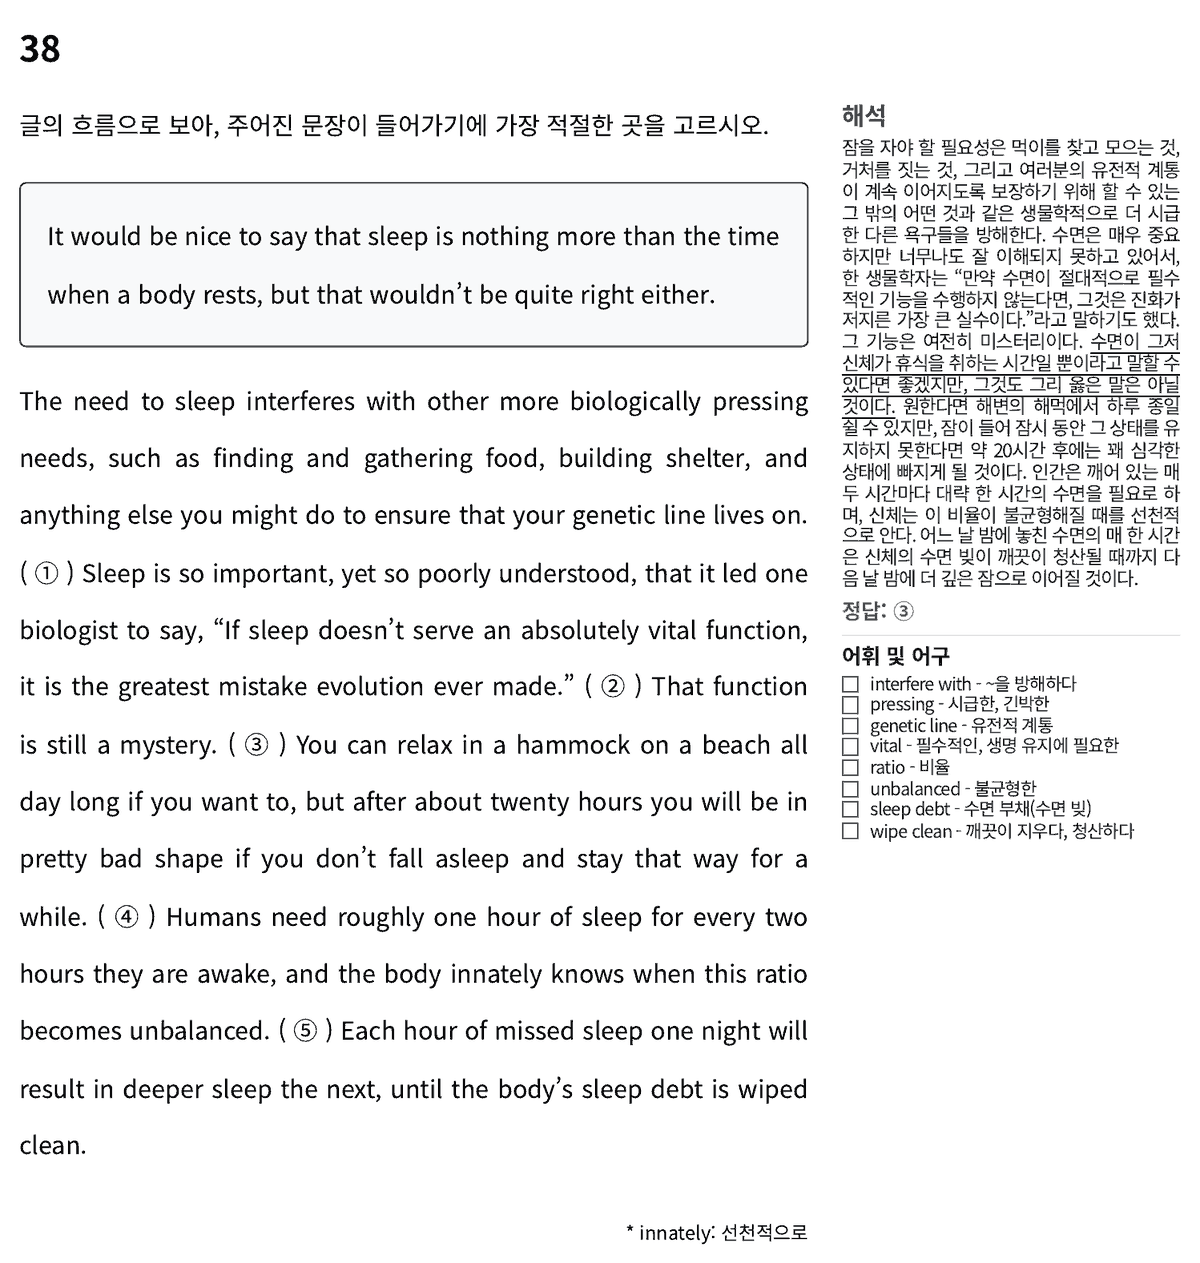 38
글의 흐름으로 보아, 주어진 문장이 들어가기에 가장 적절한 곳을 고르시오.
It would be nice to say that sleep is nothing more than the time
when a body rests, but that wouldn’t be quite right either.
The need to sleep interferes with other more biologically pressing
needs, such as finding and gathering food, building shelter, and
anything else you might do to ensure that your genetic line lives on.
( ① ) Sleep is so important, yet so poorly understood, that it led one
biologist to say, “If sleep doesn’t serve an absolutely vital function,
it is the greatest mistake evolution ever made.” ( ② ) That function
is still a mystery. ( ③ ) You can relax in a hammock on a beach all
day long if you want to, but after about twenty hours you will be in
pretty bad shape if you don’t fall asleep and stay that way for a
while. ( ④ ) Humans need roughly one hour of sleep for every two
hours they are awake, and the body innately knows when this ratio
becomes unbalanced. ( ⑤ ) Each hour of missed sleep one night will
result in deeper sleep the next, until the body’s sleep debt is wiped
clean.
* innately: 선천적으로
해석
잠을 자야 할 필요성은 먹이를 찾고 모으는 것,
거처를 짓는 것, 그리고 여러분의 유전적 계통
이 계속 이어지도록 보장하기 위해 할 수 있는
그 밖의 어떤 것과 같은 생물학적으로 더 시급
한 다른 욕구들을 방해한다. 수면은 매우 중요
하지만 너무나도 잘 이해되지 못하고 있어서,
한 생물학자는 “만약 수면이 절대적으로 필수
적인 기능을 수행하지 않는다면, 그것은 진화가
저지른 가장 큰 실수이다.”라고 말하기도 했다.
그 기능은 여전히 미스터리이다. 수면이 그저
신체가 휴식을 취하는 시간일 뿐이라고 말할 수
있다면 좋겠지만, 그것도 그리 옳은 말은 아닐
것이다. 원한다면 해변의 해먹에서 하루 종일
쉴 수 있지만, 잠이 들어 잠시 동안 그 상태를 유
지하지 못한다면 약 20시간 후에는 꽤 심각한
상태에 빠지게 될 것이다. 인간은 깨어 있는 매
두 시간마다 대략 한 시간의 수면을 필요로 하
며, 신체는 이 비율이 불균형해질 때를 선천적
으로 안다. 어느 날 밤에 놓친 수면의 매 한 시간
은 신체의 수면 빚이 깨끗이 청산될 때까지 다
음 날 밤에 더 깊은 잠으로 이어질 것이다.
정답: ③
어휘 및 어구
interfere with - ~을 방해하다
pressing - 시급한, 긴박한
genetic line - 유전적 계통
vital - 필수적인, 생명 유지에 필요한
ratio - 비율
unbalanced - 불균형한
sleep debt - 수면 부채(수면 빚)
wipe clean - 깨끗이 지우다, 청산하다